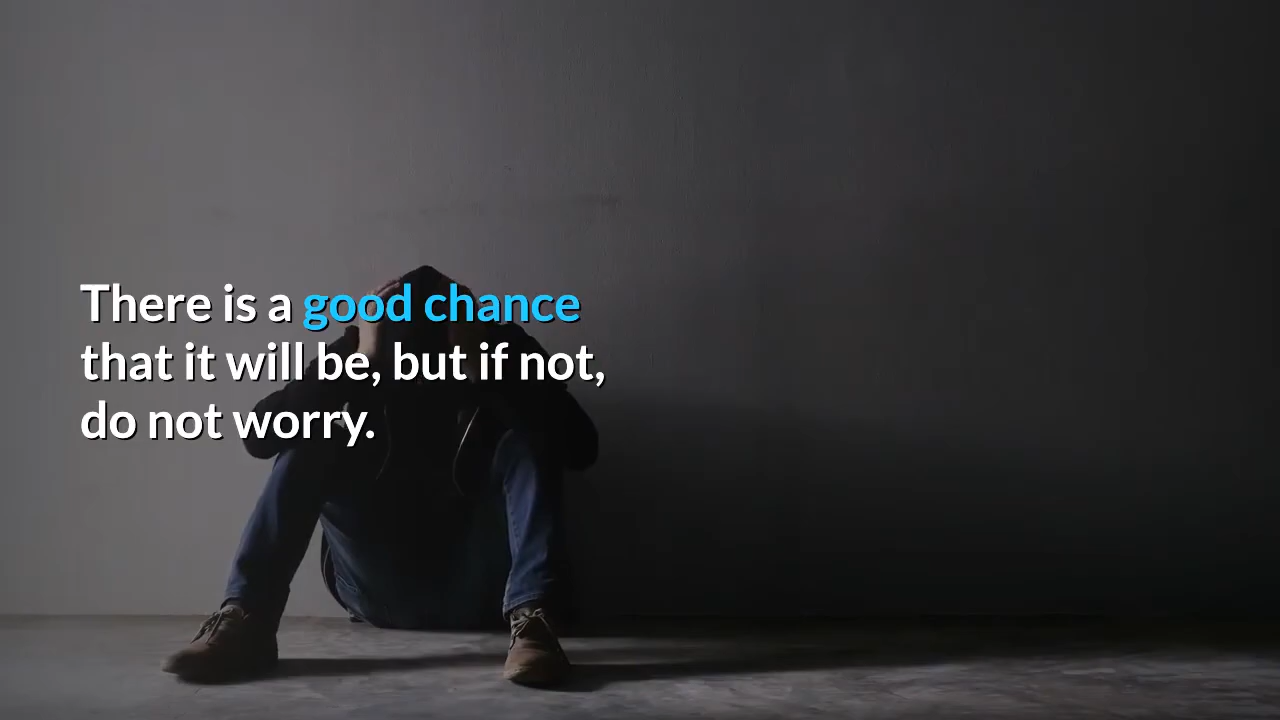 There is a good chance
that it will be, but if not,
do not worry.